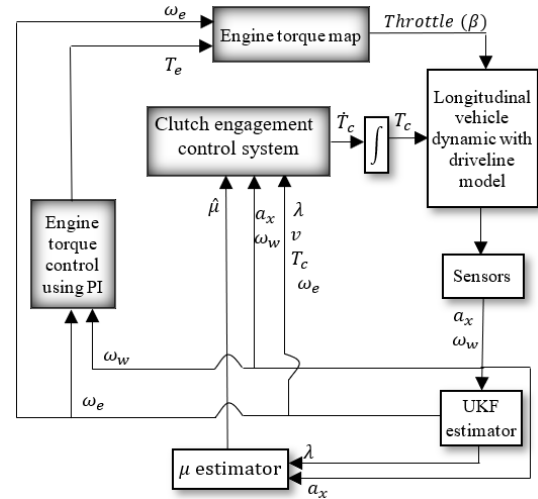 ω_e
Engine torque map
Throttle (β)
T_e
Clutch engagement
control system
Ṫ_c
∫
T_c
Longitudinal
vehicle
dynamic with
driveline
model
μ̂
a_x
ω_w
λ
v
T_c
ω_e
Engine
torque
control
using PI
Sensors
a_x
ω_w
ω_w
ω_e
UKF
estimator
λ
μ estimator
a_x